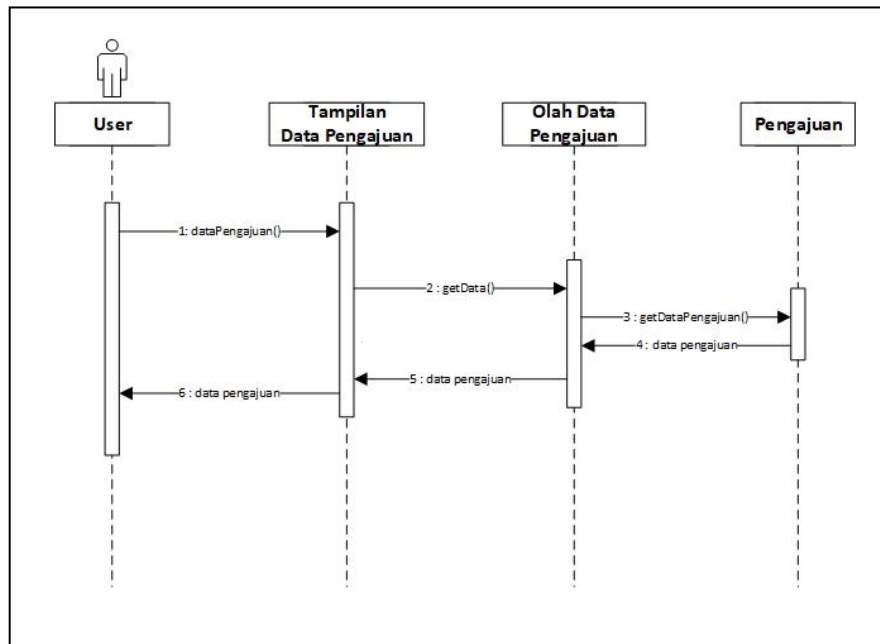 User
Tampilan
Data Pengajuan
Olah Data
Pengajuan
Pengajuan
1: dataPengajuan()
2 : getData()
3 : getDataPengajuan()
4 : data pengajuan
5 : data pengajuan
6 : data pengajuan